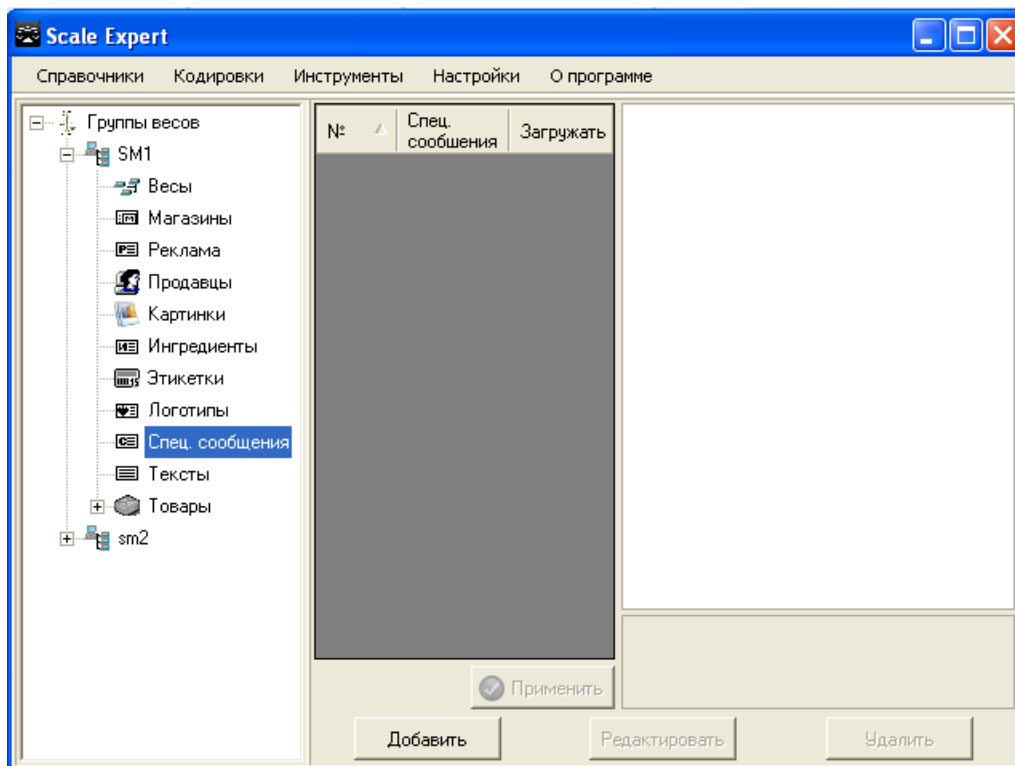 Scale Expert
Справочники Кодировки Инструменты Настройки О программе
Группы весов
SM1
Весы
Магазины
Реклама
Продавцы
Картинки
Ингредиенты
Этикетки
Логотипы
Спец. сообщения
Тексты
Товары
sm2
№ Спец. сообшения Загружать
Применить
Добавить Редактировать Удалить